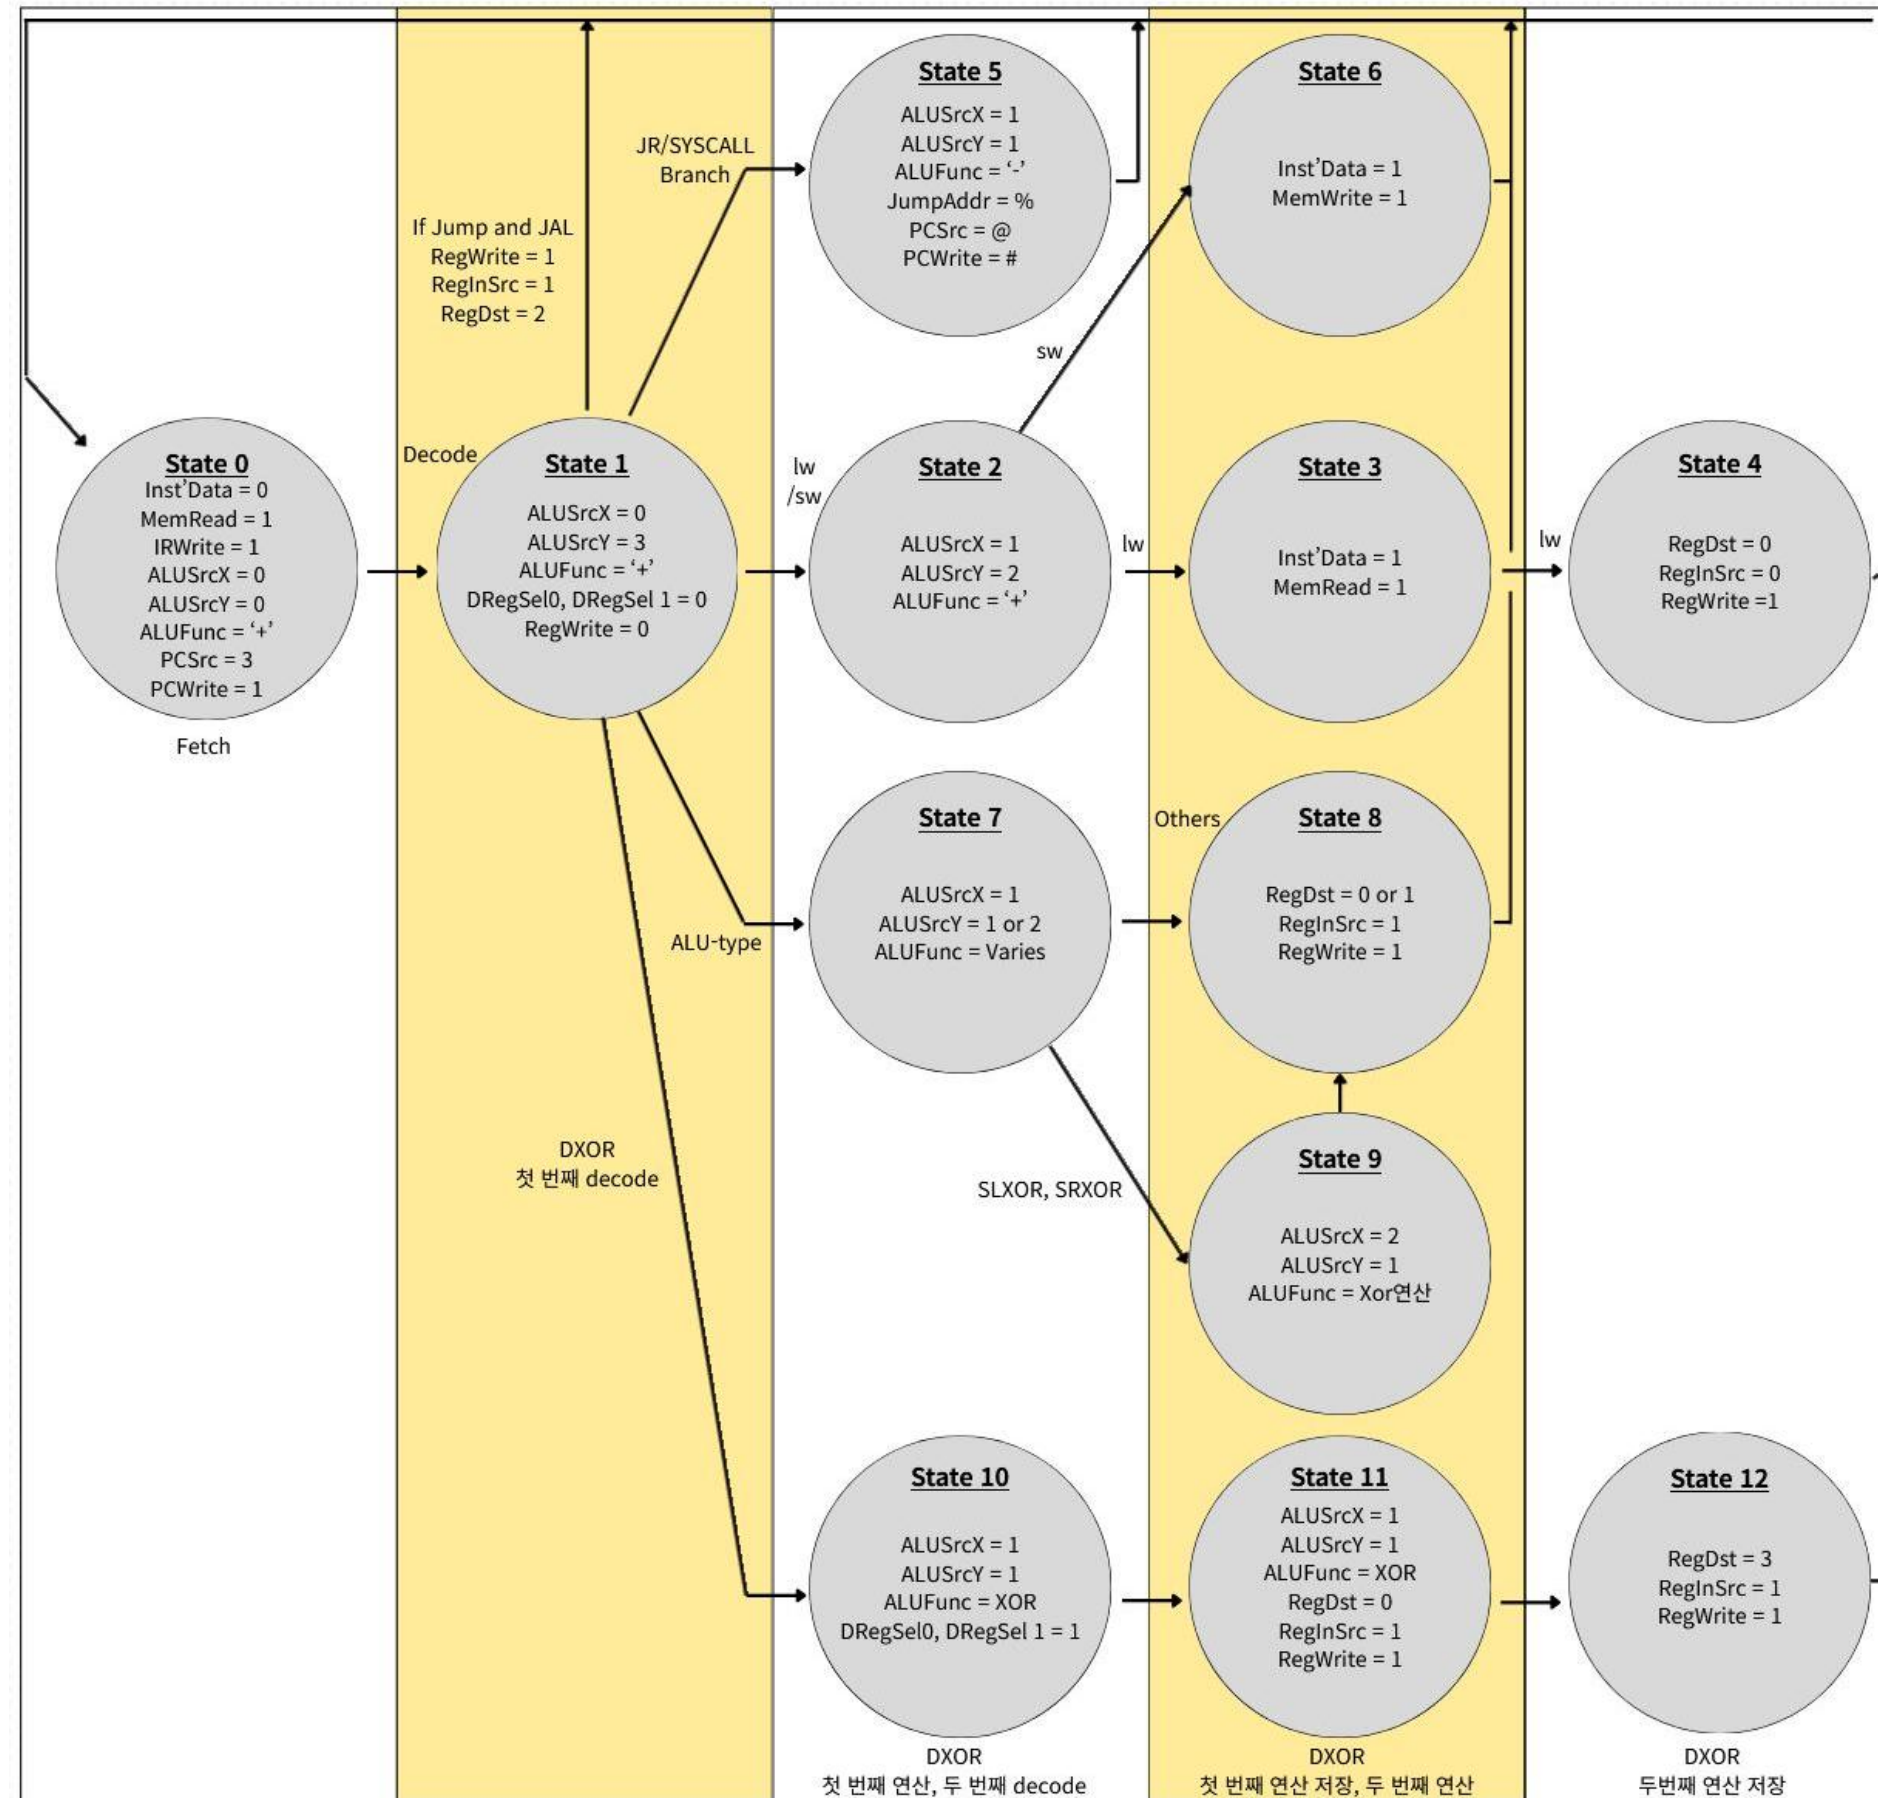 State 0
Inst’Data = 0
MemRead = 1
IRWrite = 1
ALUSrcX = 0
ALUSrcY = 0
ALUFunc = ‘+’
PCSrc = 3
PCWrite = 1
Fetch
If Jump and JAL
RegWrite = 1
RegInSrc = 1
RegDst = 2
Decode
State 1
ALUSrcX = 0
ALUSrcY = 3
ALUFunc = ‘+’
DRegSel0, DRegSel 1 = 0
RegWrite = 0
JR/SYSCALL
Branch
State 5
ALUSrcX = 1
ALUSrcY = 1
ALUFunc = ‘-’
JumpAddr = %
PCSrc = @
PCWrite = #
State 6
Inst’Data = 1
MemWrite = 1
sw
lw
/sw
State 2
ALUSrcX = 1
ALUSrcY = 2
ALUFunc = ‘+’
lw
State 3
Inst’Data = 1
MemRead = 1
lw
State 4
RegDst = 0
RegInSrc = 0
RegWrite =1
ALU-type
State 7
ALUSrcX = 1
ALUSrcY = 1 or 2
ALUFunc = Varies
Others
State 8
RegDst = 0 or 1
RegInSrc = 1
RegWrite = 1
SLXOR, SRXOR
State 9
ALUSrcX = 2
ALUSrcY = 1
ALUFunc = Xor연산
DXOR
첫 번째 decode
State 10
ALUSrcX = 1
ALUSrcY = 1
ALUFunc = XOR
DRegSel0, DRegSel 1 = 1
DXOR
첫 번째 연산, 두 번째 decode
State 11
ALUSrcX = 1
ALUSrcY = 1
ALUFunc = XOR
RegDst = 0
RegInSrc = 1
RegWrite = 1
DXOR
첫 번째 연산 저장, 두 번째 연산
State 12
RegDst = 3
RegInSrc = 1
RegWrite = 1
DXOR
두번째 연산 저장